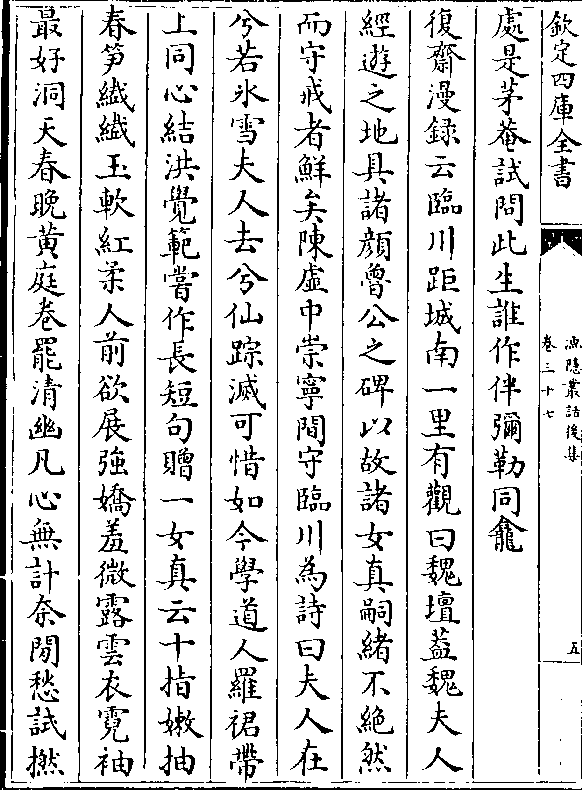 欽定四庫全書
漁隱叢話後集
卷三十七
五
處是茅菴試問此生誰作伴彌勒同龕
復齋漫録云臨川距城南一里有觀曰魏壇葢魏夫人
經遊之地具諸顔魯公之碑以故諸女真嗣緒不絶然
而守戒者鮮矣陳虚中崇寧間守臨川為詩曰夫人在
兮若氷雪夫人去兮仙踪滅可惜如今學道人羅裙帶
上同心結洪覺範嘗作長短句贈一女真云十指嫩抽
春笋纎纎玉軟紅柔人前欲展強嬌羞微露雲衣霓袖
最好洞天春晚黄庭卷罷清幽凡心無計奈閒愁試撚